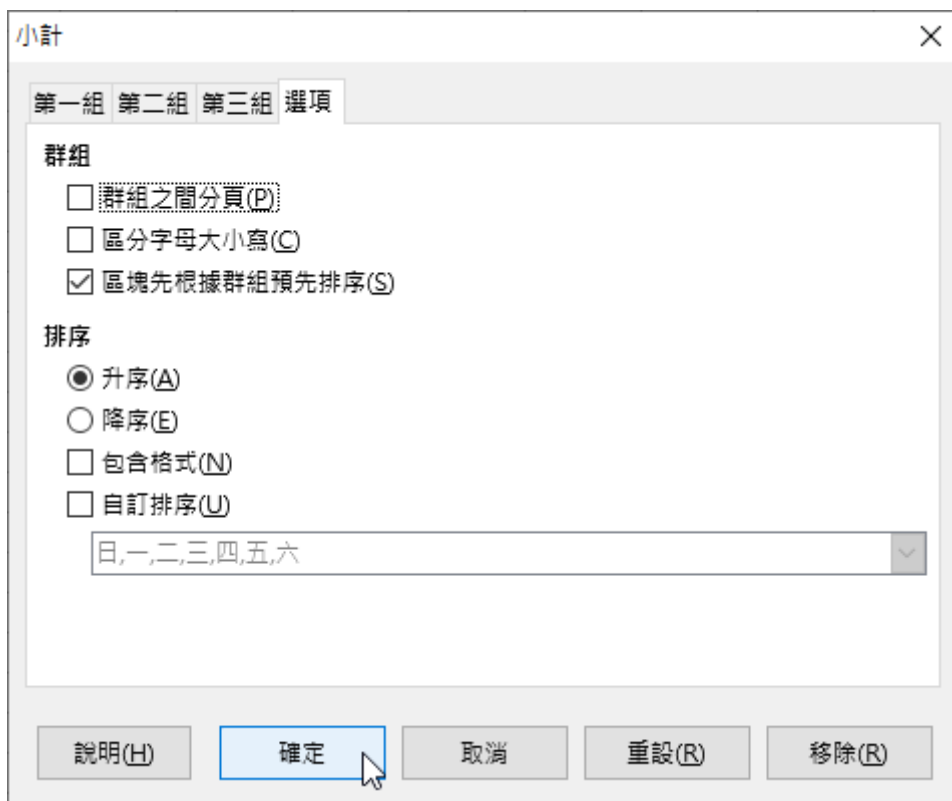 小計
第一組 第二組 第三組 選項
群組
群組之間分頁(P)
區分字母大小寫(C)
區塊先根據群組預先排序(S)
排序
升序(A)
降序(E)
包含格式(N)
自訂排序(U)
日,一,二,三,四,五,六
說明(H) 確定 取消 重設(R) 移除(R)